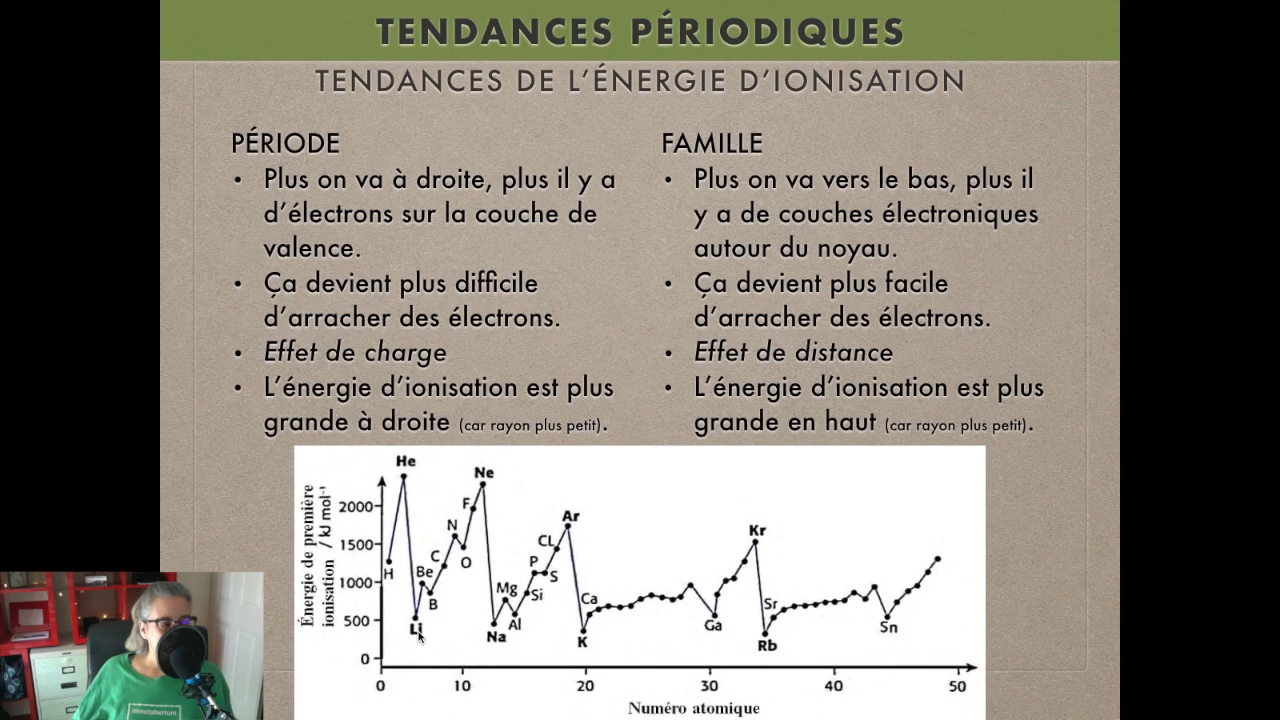 TENDANCES PÉRIODIQUES
TENDANCES DE L'ÉNERGIE D'IONISATION
PÉRIODE
• Plus on va à droite, plus il y a
d'électrons sur la couche de
valence.
• Ça devient plus difficile
d'arracher des électrons.
• Effet de charge
• L'énergie d'ionisation est plus
grande à droite (car rayon plus petit).
FAMILLE
• Plus on va vers le bas, plus il
y a de couches électroniques
autour du noyau.
• Ça devient plus facile
d'arracher des électrons.
• Effet de distance
• L'énergie d'ionisation est plus
grande en haut (car rayon plus petit).
Énergie de première
ionisation / kJ mol⁻¹
2000
1500
1000
500
0
He
H
Li
Be
B
C
N
O
F
Ne
Na
Mg
Al
Si
P
S
CL
Ar
K
Ca
Ga
Kr
Rb
Sr
Sn
0 10 20 30 40 50
Numéro atomique